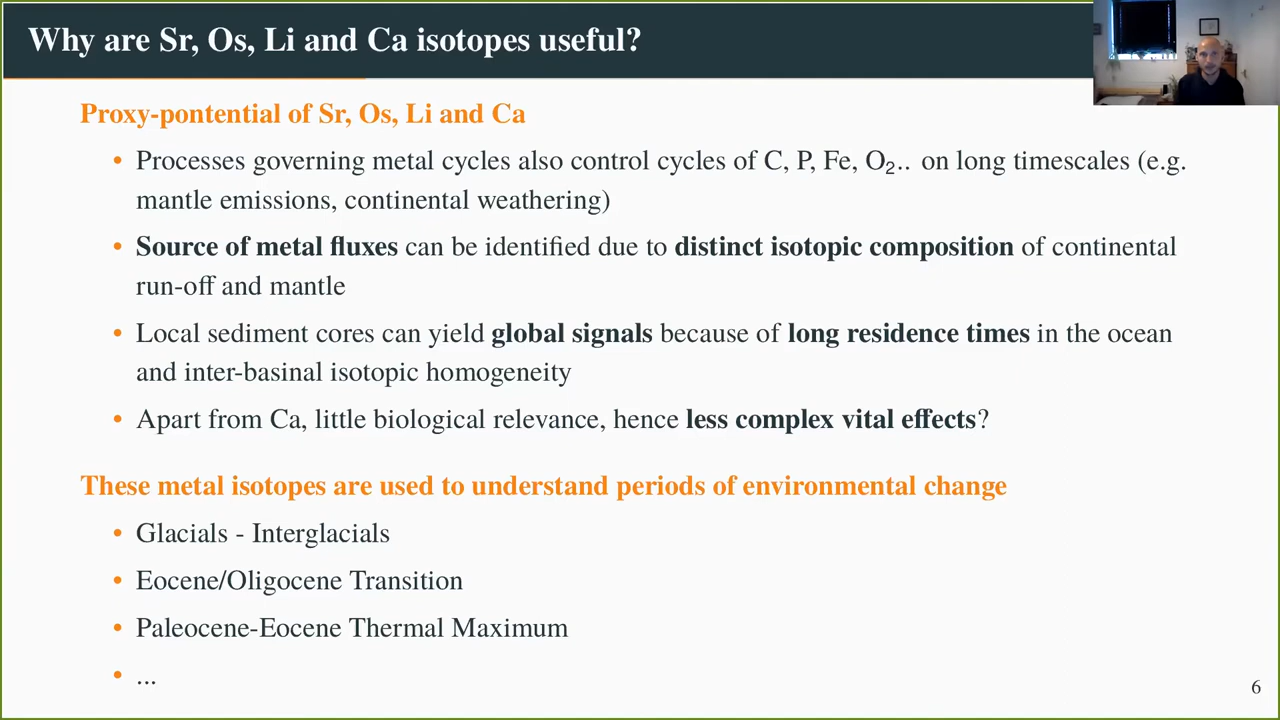 Why are Sr, Os, Li and Ca isotopes useful?
Proxy-pontential of Sr, Os, Li and Ca
• Processes governing metal cycles also control cycles of C, P, Fe, O₂.. on long timescales (e.g.
mantle emissions, continental weathering)
• Source of metal fluxes can be identified due to distinct isotopic composition of continental
run-off and mantle
• Local sediment cores can yield global signals because of long residence times in the ocean
and inter-basinal isotopic homogeneity
• Apart from Ca, little biological relevance, hence less complex vital effects?
These metal isotopes are used to understand periods of environmental change
• Glacials - Interglacials
• Eocene/Oligocene Transition
• Paleocene-Eocene Thermal Maximum
• ...
6